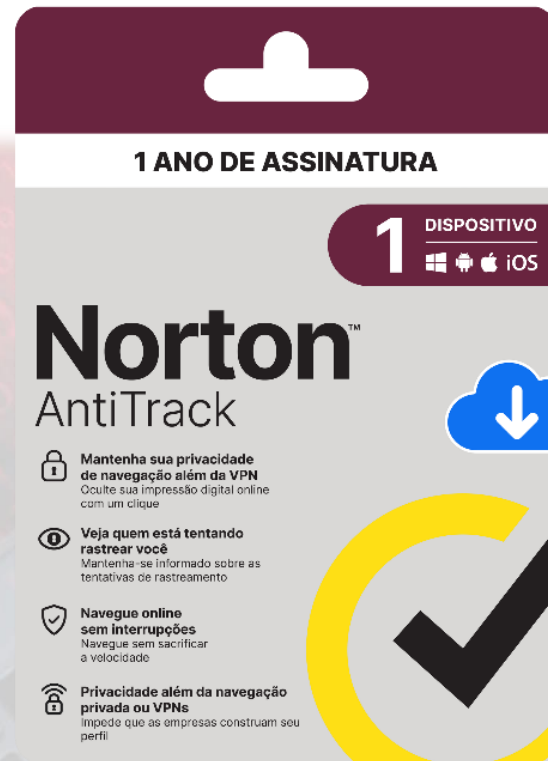 1 ANO DE ASSINATURA
1 DISPOSITIVO
iOS
Norton™
AntiTrack
Mantenha sua privacidade
de navegação além da VPN
Oculte sua impressão digital online
com um clique
Veja quem está tentando
rastrear você
Mantenha-se informado sobre as
tentativas de rastreamento
Navegue online
sem interrupções
Navegue sem sacrificar
a velocidade
Privacidade além da navegação
privada ou VPNs
Impede que as empresas construam seu
perfil